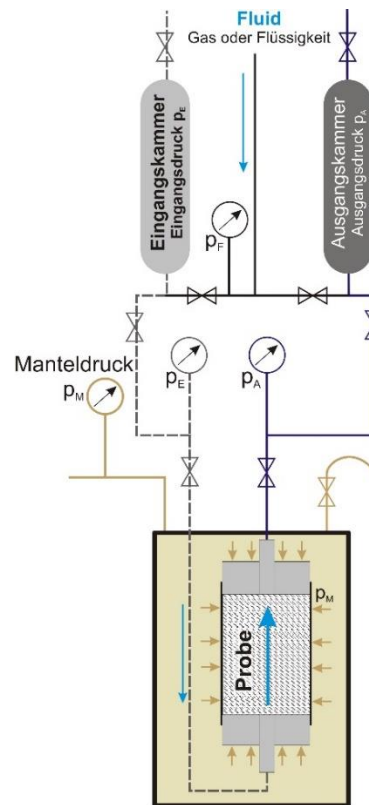 Fluid
Gas oder Flüssigkeit
Eingangskammer
Eingangsdruck pE
Ausgangskammer
Ausgangsdruck pA
pF
Manteldruck
pM
pE
pA
pM
Probe